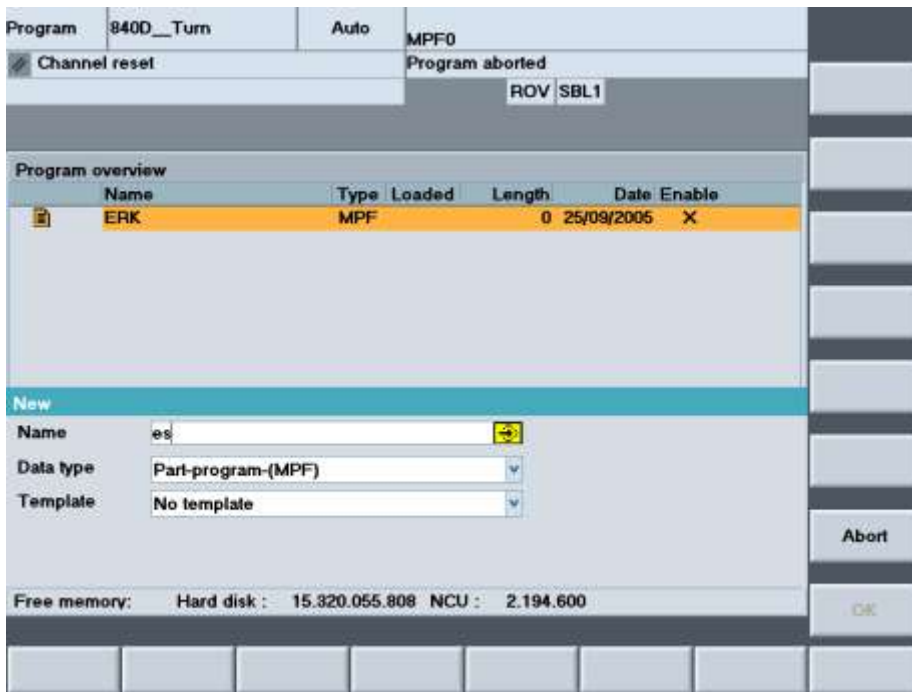 Program 840D__Turn Auto MPF0
Channel reset Program aborted
ROV SBL1
Program overview
Name Type Loaded Length Date Enable
ERK MPF 0 25/09/2005 X
New
Name es
Data type Part-program-(MPF)
Template No template
Abort
Free memory: Hard disk : 15.320.055.808 NCU : 2.194.600
OK